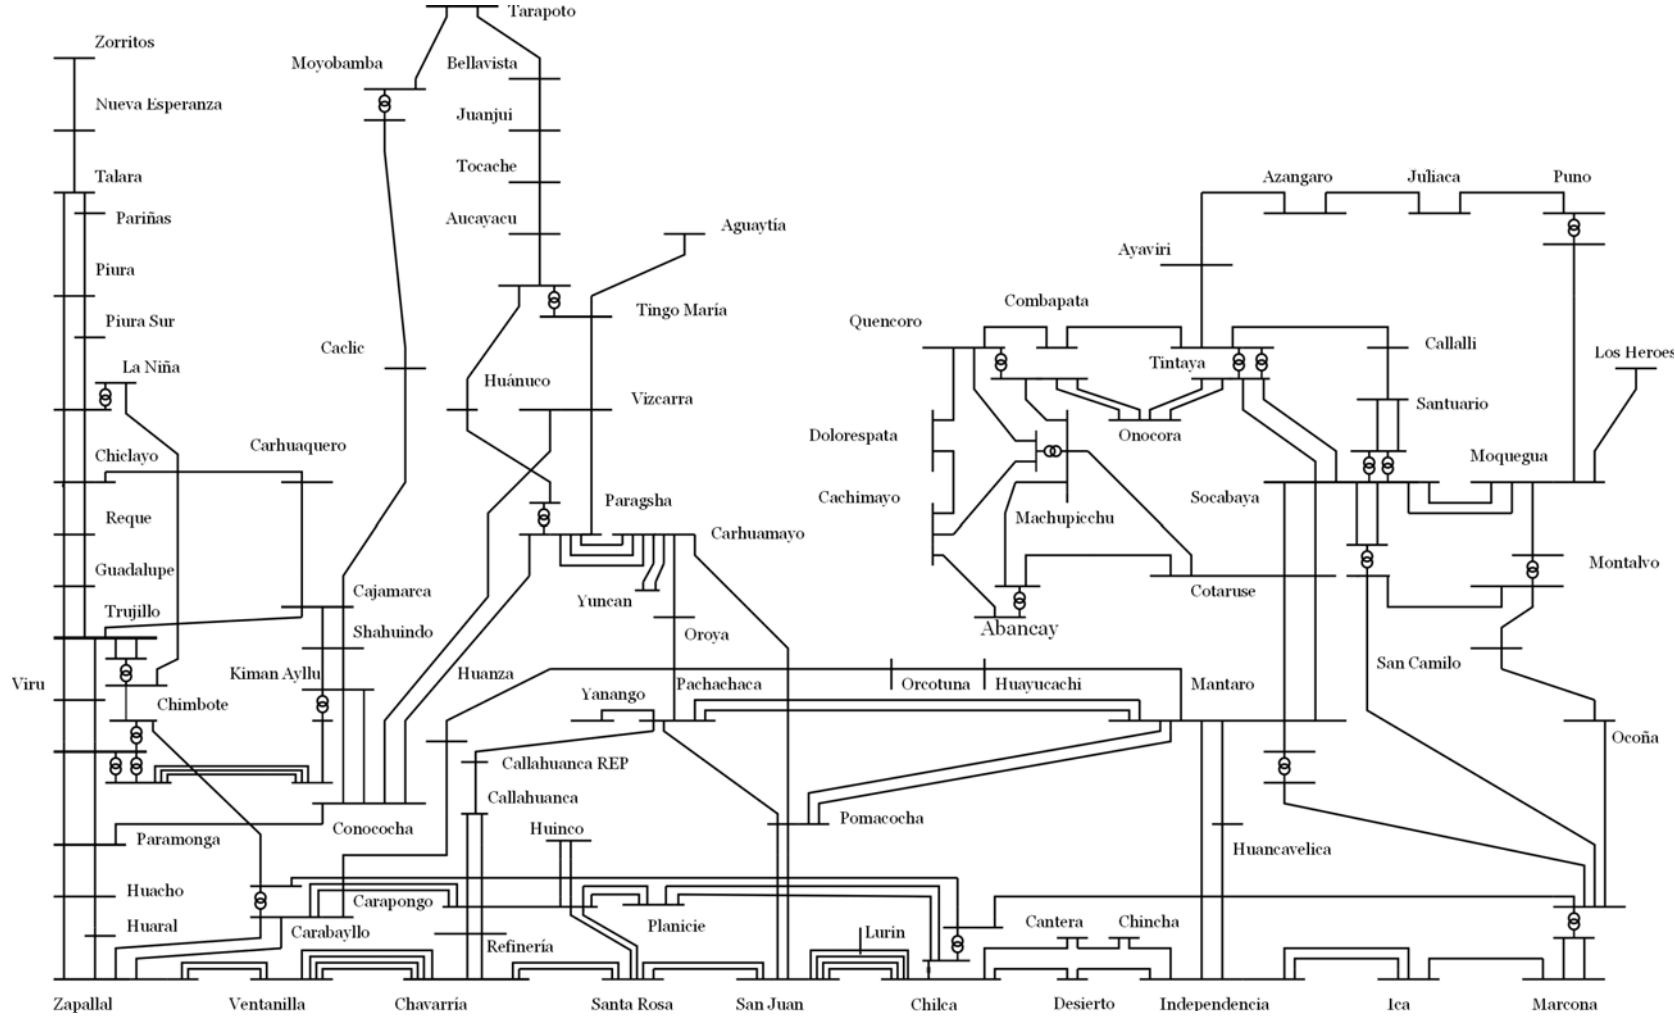 Tarapoto
Zorritos
Moyobamba
Bellavista
Nueva Esperanza
Juanjui
Tocache
Talara
Azangaro
Juliaca
Puno
Pariñas
Aucayacu
Aguaytía
Ayaviri
Piura
Combapata
Piura Sur
Tingo María
Quencoro
Caclic
Callalli
Los Heroes
La Niña
Tintaya
Huánuco
Vizcarra
Santuario
Dolorespata
Onocora
Carhuaquero
Chiclayo
Moquegua
Cachimayo
Socabaya
Paragsha
Reque
Machupicchu
Carhuamayo
Guadalupe
Montalvo
Cajamarca
Cotaruse
Yuncan
Trujillo
Shahuindo
Oroya
Abancay
San Camilo
Kiman Ayllu
Huanza
Viru
Pachachaca
Orcotuna
Huayucachi
Mantaro
Yanango
Chimbote
Ocoña
Callahuanca REP
Callahuanca
Pomacocha
Conococha
Huinco
Paramonga
Huancavelica
Huacho
Carapongo
Huaral
Carabayllo
Planicie
Cantera
Chincha
Lurin
Refinería
Zapallal
Ventanilla
Chavarría
Santa Rosa
San Juan
Chilca
Desierto
Independencia
Ica
Marcona